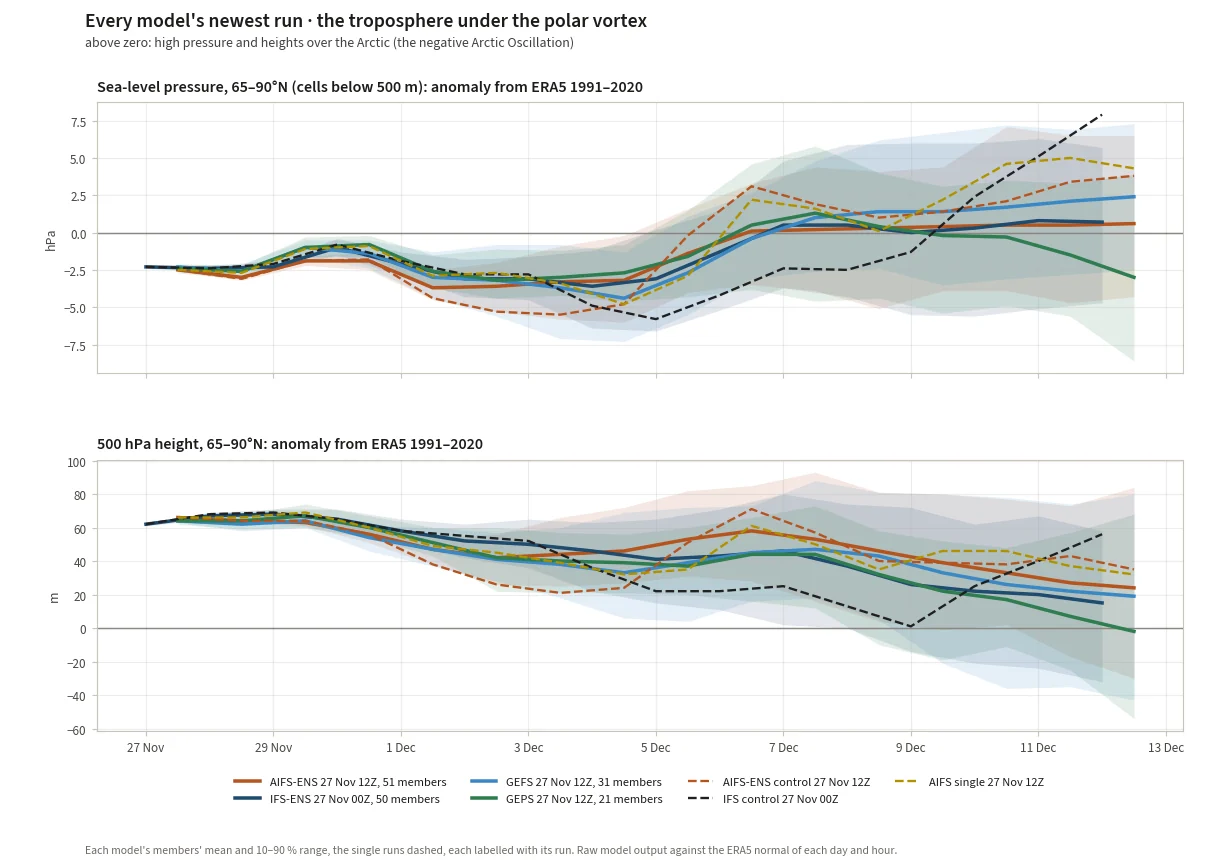 Every model's newest run · the troposphere under the polar vortex
above zero: high pressure and heights over the Arctic (the negative Arctic Oscillation)
Sea-level pressure, 65–90°N (cells below 500 m): anomaly from ERA5 1991–2020
7.5
5.0
2.5
0.0
−2.5
−5.0
−7.5
hPa
500 hPa height, 65–90°N: anomaly from ERA5 1991–2020
100
80
60
40
20
0
−20
−40
−60
m
27 Nov 29 Nov 1 Dec 3 Dec 5 Dec 7 Dec 9 Dec 11 Dec 13 Dec
AIFS-ENS 27 Nov 12Z, 51 members GEFS 27 Nov 12Z, 31 members AIFS-ENS control 27 Nov 12Z AIFS single 27 Nov 12Z
IFS-ENS 27 Nov 00Z, 50 members GEPS 27 Nov 12Z, 21 members IFS control 27 Nov 00Z
Each model's members' mean and 10–90 % range, the single runs dashed, each labelled with its run. Raw model output against the ERA5 normal of each day and hour.